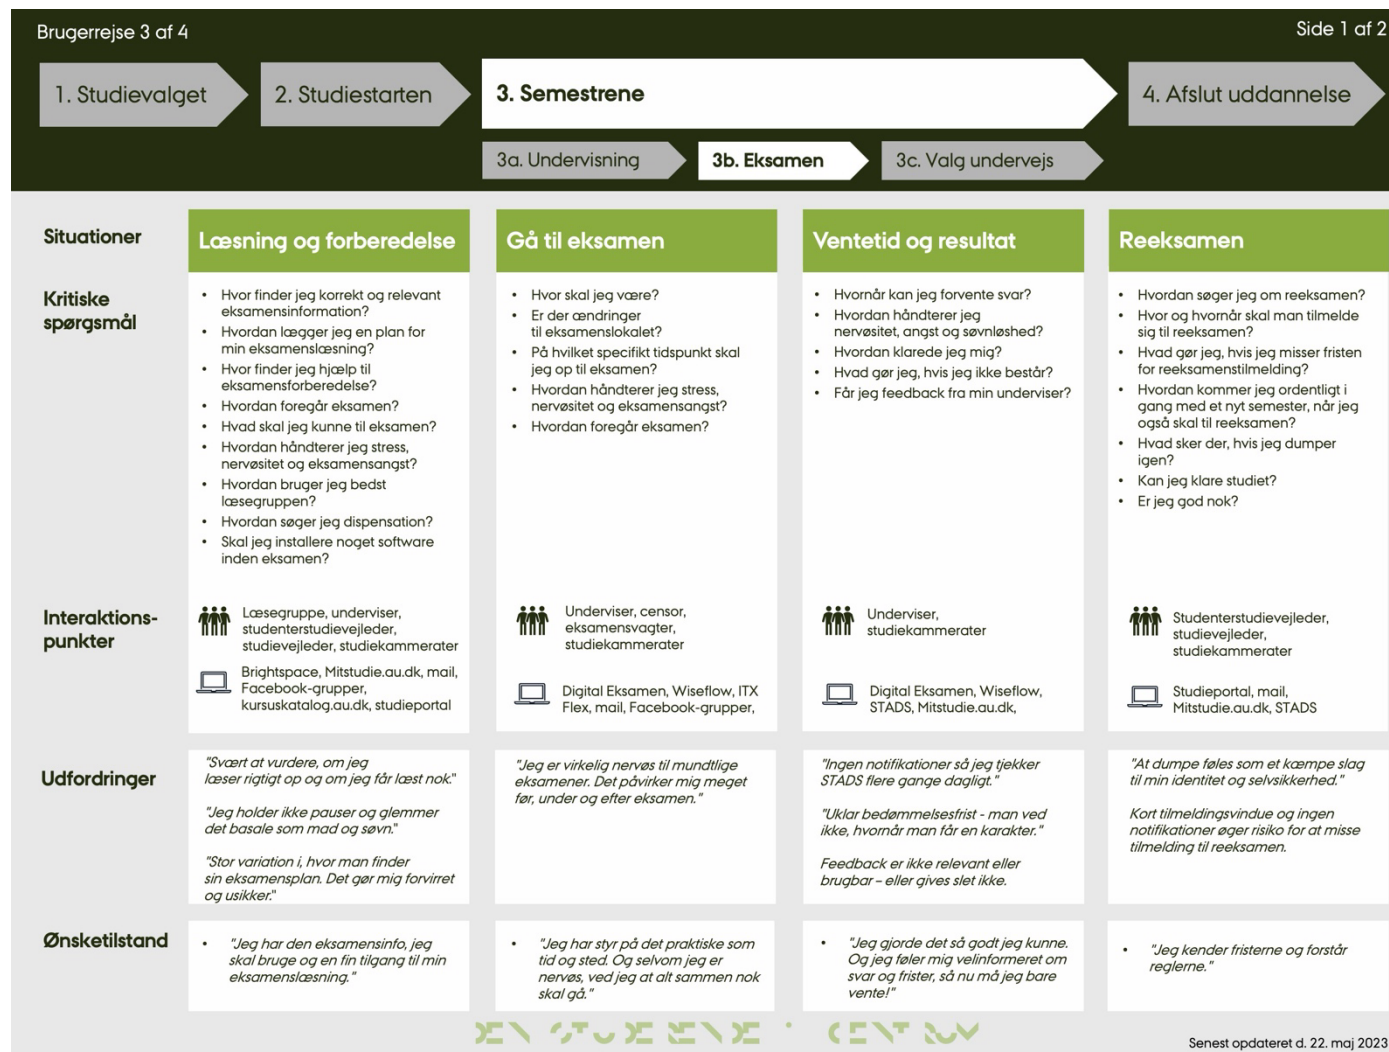 Brugerrejse 3 af 4
Side 1 af 2
1. Studievalget
2. Studiestarten
3. Semestrene
4. Afslut uddannelse
3a. Undervisning
3b. Eksamen
3c. Valg undervejs
Situationer
Læsning og forberedelse
Gå til eksamen
Ventetid og resultat
Reeksamen
Kritiske
spørgsmål
• Hvor finder jeg korrekt og relevant
eksamensinformation?
• Hvordan lægger jeg en plan for
min eksamenslæsning?
• Hvor finder jeg hjælp til
eksamensforberedelse?
• Hvordan foregår eksamen?
• Hvad skal jeg kunne til eksamen?
• Hvordan håndterer jeg stress,
nervøsitet og eksamensangst?
• Hvordan bruger jeg bedst
læsegruppen?
• Hvordan søger jeg dispensation?
• Skal jeg installere noget software
inden eksamen?
• Hvor skal jeg være?
• Er der ændringer
til eksamenslokalet?
• På hvilket specifikt tidspunkt skal
jeg op til eksamen?
• Hvordan håndterer jeg stress,
nervøsitet og eksamensangst?
• Hvordan foregår eksamen?
• Hvornår kan jeg forvente svar?
• Hvordan håndterer jeg
nervøsitet, angst og søvnløshed?
• Hvordan klarede jeg mig?
• Hvad gør jeg, hvis jeg ikke består?
• Får jeg feedback fra min underviser?
• Hvordan søger jeg om reeksamen?
• Hvor og hvornår skal man tilmelde
sig til reeksamen?
• Hvad gør jeg, hvis jeg misser fristen
for reeksamenstilmelding?
• Hvordan kommer jeg ordentligt i
gang med et nyt semester, når jeg
også skal til reeksamen?
• Hvad sker der, hvis jeg dumper
igen?
• Kan jeg klare studiet?
• Er jeg god nok?
Interaktions-
punkter
Læsegruppe, underviser,
studenterstudievejleder,
studievejleder, studiekammerater
Brightspace, Mitstudie.au.dk, mail,
Facebook-grupper,
kursuskatalog.au.dk, studieportal
Underviser, censor,
eksamensvagter,
studiekammerater
Digital Eksamen, Wiseflow, ITX
Flex, mail, Facebook-grupper,
Underviser,
studiekammerater
Digital Eksamen, Wiseflow,
STADS, Mitstudie.au.dk,
Studenterstudievejleder,
studievejleder,
studiekammerater
Studieportal, mail,
Mitstudie.au.dk, STADS
Udfordringer
"Svært at vurdere, om jeg
læser rigtigt op og om jeg får læst nok."
"Jeg holder ikke pauser og glemmer
det basale som mad og søvn."
"Stor variation i, hvor man finder
sin eksamensplan. Det gør mig forvirret
og usikker."
"Jeg er virkelig nervøs til mundtlige
eksamener. Det påvirker mig meget
før, under og efter eksamen."
"Ingen notifikationer så jeg tjekker
STADS flere gange dagligt."
"Uklar bedømmelsesfrist - man ved
ikke, hvornår man får en karakter."
Feedback er ikke relevant eller
brugbar – eller gives slet ikke.
"At dumpe føles som et kæmpe slag
til min identitet og selvsikkerhed."
Kort tilmeldingsvindue og ingen
notifikationer øger risiko for at misse
tilmelding til reeksamen.
Ønsketilstand
• "Jeg har den eksamensinfo, jeg
skal bruge og en fin tilgang til min
eksamenslæsning."
• "Jeg har styr på det praktiske som
tid og sted. Og selvom jeg er
nervøs, ved jeg at alt sammen nok
skal gå."
• "Jeg gjorde det så godt jeg kunne.
Og jeg føler mig velinformeret om
svar og frister, så nu må jeg bare
vente!"
• "Jeg kender fristerne og forstår
reglerne."
DEN STUDERENDE I CENTRUM
Senest opdateret d. 22. maj 2023